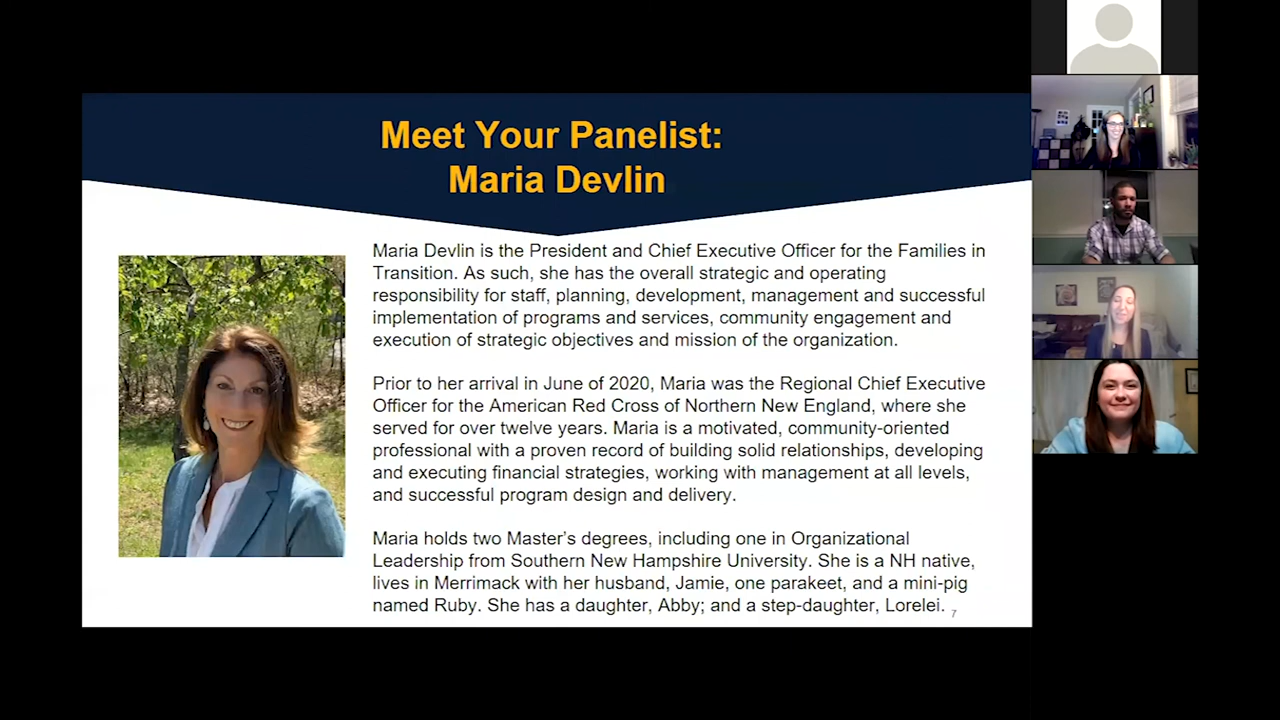 Meet Your Panelist:
Maria Devlin
Maria Devlin is the President and Chief Executive Officer for the Families in
Transition. As such, she has the overall strategic and operating
responsibility for staff, planning, development, management and successful
implementation of programs and services, community engagement and
execution of strategic objectives and mission of the organization.
Prior to her arrival in June of 2020, Maria was the Regional Chief Executive
Officer for the American Red Cross of Northern New England, where she
served for over twelve years. Maria is a motivated, community-oriented
professional with a proven record of building solid relationships, developing
and executing financial strategies, working with management at all levels,
and successful program design and delivery.
Maria holds two Master’s degrees, including one in Organizational
Leadership from Southern New Hampshire University. She is a NH native,
lives in Merrimack with her husband, Jamie, one parakeet, and a mini-pig
named Ruby. She has a daughter, Abby; and a step-daughter, Lorelei.
7